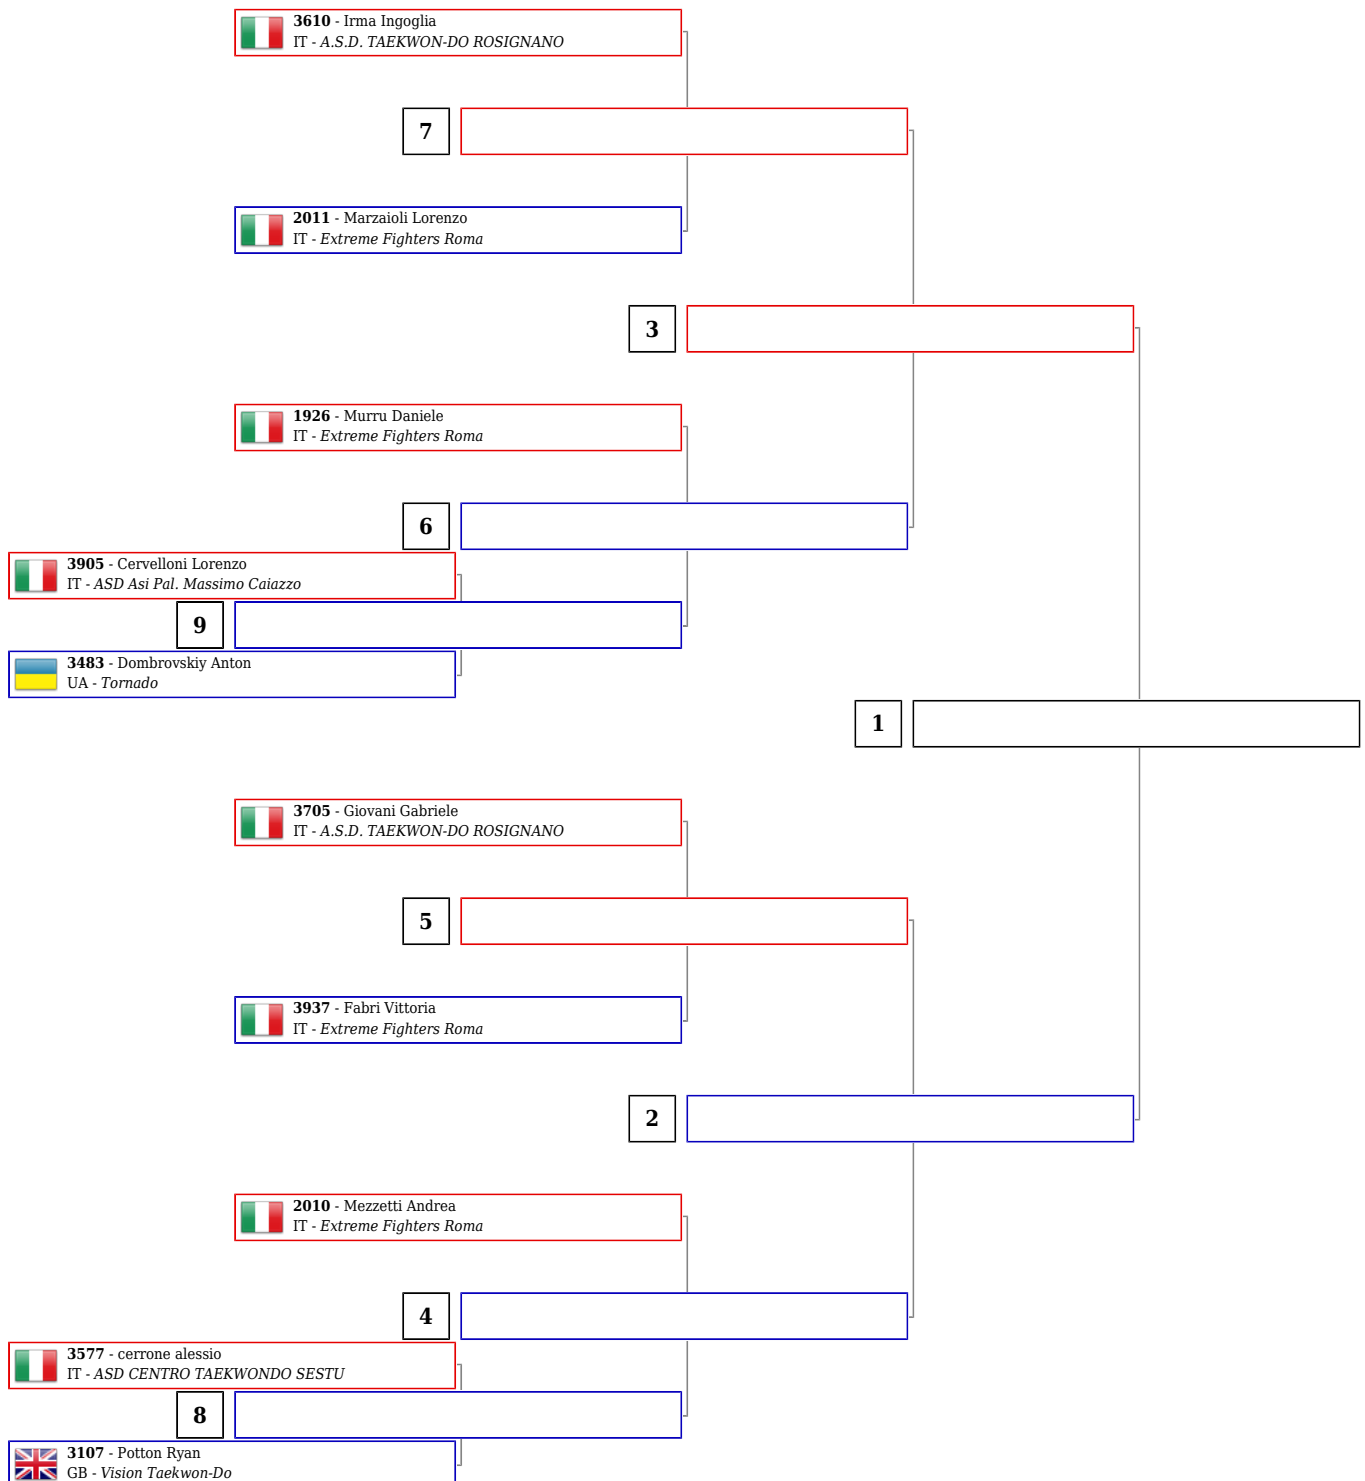 3610 - Irma Ingoglia
IT - A.S.D. TAEKWON-DO ROSIGNANO
7
2011 - Marzaioli Lorenzo
IT - Extreme Fighters Roma
3
1926 - Murru Daniele
IT - Extreme Fighters Roma
6
3905 - Cervelloni Lorenzo
IT - ASD Asi Pal. Massimo Caiazzo
9
3483 - Dombrovskiy Anton
UA - Tornado
1
3705 - Giovani Gabriele
IT - A.S.D. TAEKWON-DO ROSIGNANO
5
3937 - Fabri Vittoria
IT - Extreme Fighters Roma
2
2010 - Mezzetti Andrea
IT - Extreme Fighters Roma
4
3577 - cerrone alessio
IT - ASD CENTRO TAEKWONDO SESTU
8
3107 - Potton Ryan
GB - Vision Taekwon-Do